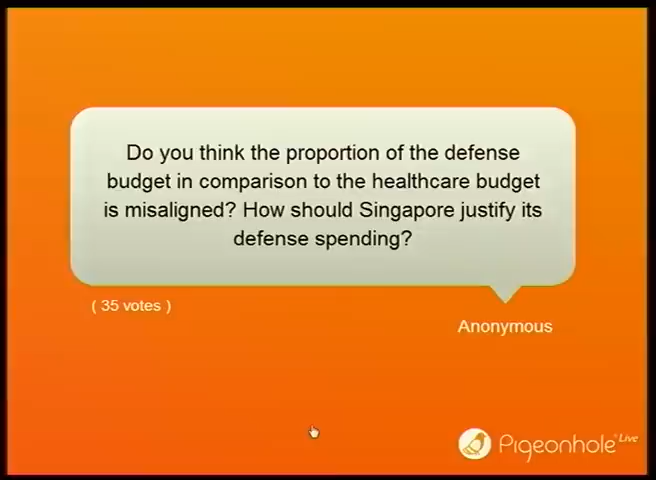 Do you think the proportion of the defense
budget in comparison to the healthcare budget
is misaligned? How should Singapore justify its
defense spending?
( 35 votes )
Anonymous
Pigeonhole Live